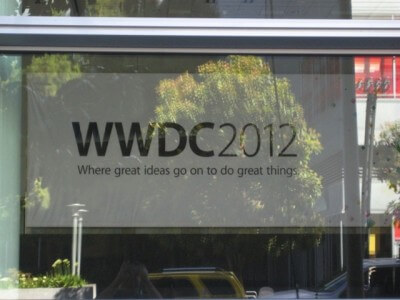 WWDC2012
Where great ideas go on to do great things.